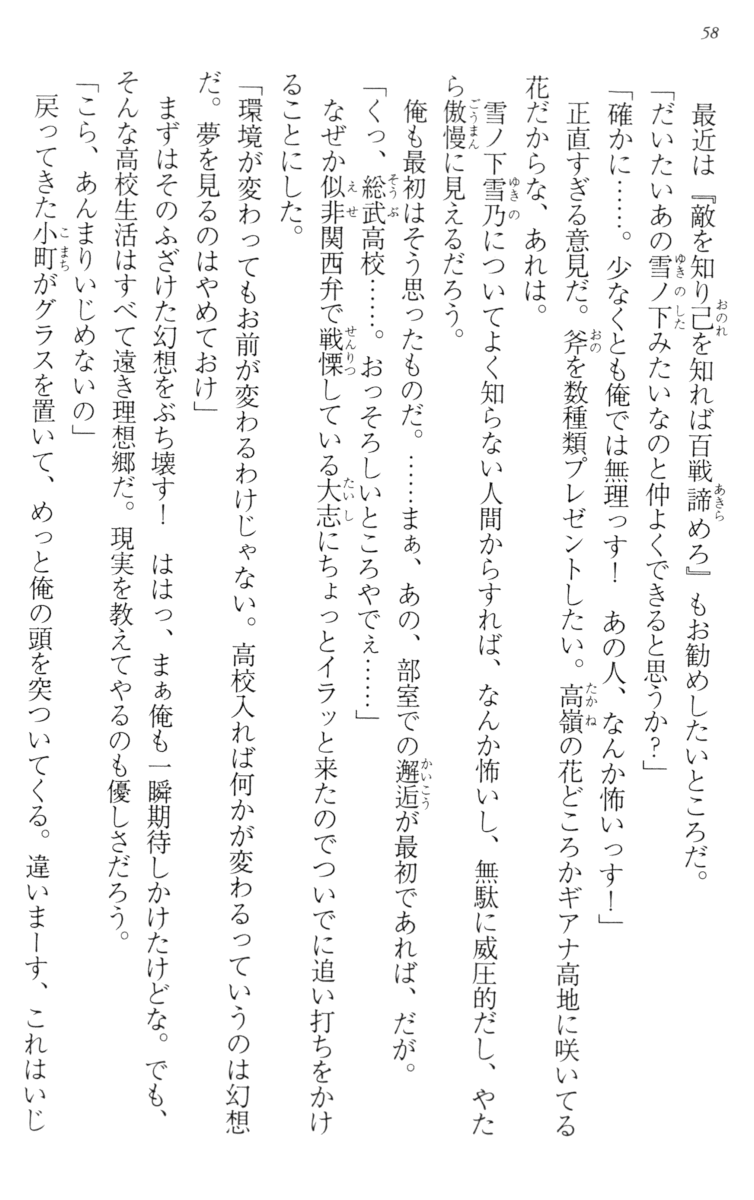 58
最近は『敵を知り己を知れば百戦諦めろ』もお勧めしたいところだ。
「だいたいあの雪ノ下みたいなのと仲よくできると思うか?」
「確かに……。少なくとも俺では無理っす! あの人、なんか怖いっす!」
正直すぎる意見だ。斧を数種類プレゼントしたい。高嶺の花どころかギアナ高地に咲いてる
花だからな、あれは。
雪ノ下雪乃についてよく知らない人間からすれば、なんか怖いし、無駄に威圧的だし、やた
ら傲慢に見えるだろう。
俺も最初はそう思ったものだ。……まぁ、あの、部室での邂逅が最初であれば、だが。
「くっ、総武高校……。おっそろしいところやでぇ……」
なぜか似非関西弁で戦慄している大志にちょっとイラッと来たのでついでに追い打ちをかけ
ることにした。
「環境が変わってもお前が変わるわけじゃない。高校入れば何かが変わるっていうのは幻想
だ。夢を見るのはやめておけ」
まずはそのふざけた幻想をぶち壊す! ははっ、まぁ俺も一瞬期待しかけたけどな。でも、
そんな高校生活はすべて遠き理想郷だ。現実を教えてやるのも優しさだろう。
「こら、あんまりいじめないの」
戻ってきた小町がグラスを置いて、めっと俺の頭を突ついてくる。違いまーす、これはいじ